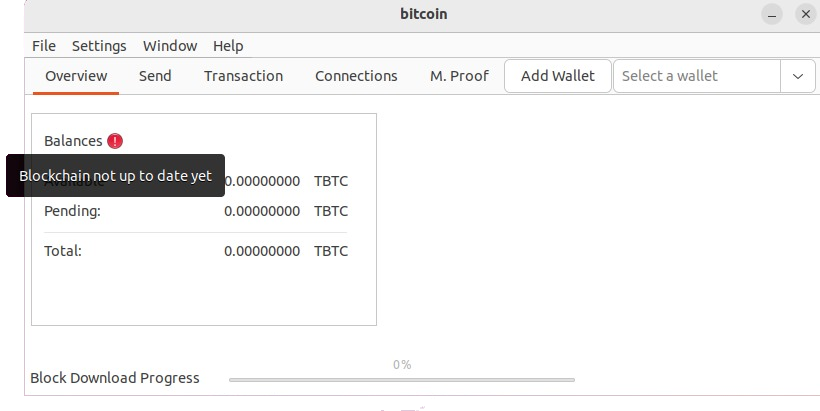 bitcoin
File Settings Window Help
Overview Send Transaction Connections M. Proof Add Wallet Select a wallet
Balances
Blockchain not up to date yet
Available 0.00000000 TBTC
Pending: 0.00000000 TBTC
Total: 0.00000000 TBTC
0%
Block Download Progress